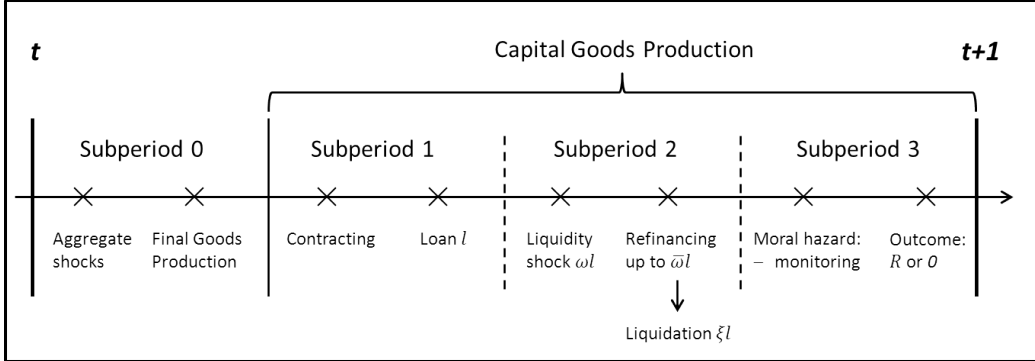 t
Capital Goods Production
t+1
Subperiod 0
Subperiod 1
Subperiod 2
Subperiod 3
Aggregate
shocks
Final Goods
Production
Contracting
Loan l
Liquidity
shock ωl
Refinancing
up to ω̅l
Moral hazard:
– monitoring
Outcome:
R or 0
Liquidation ξl